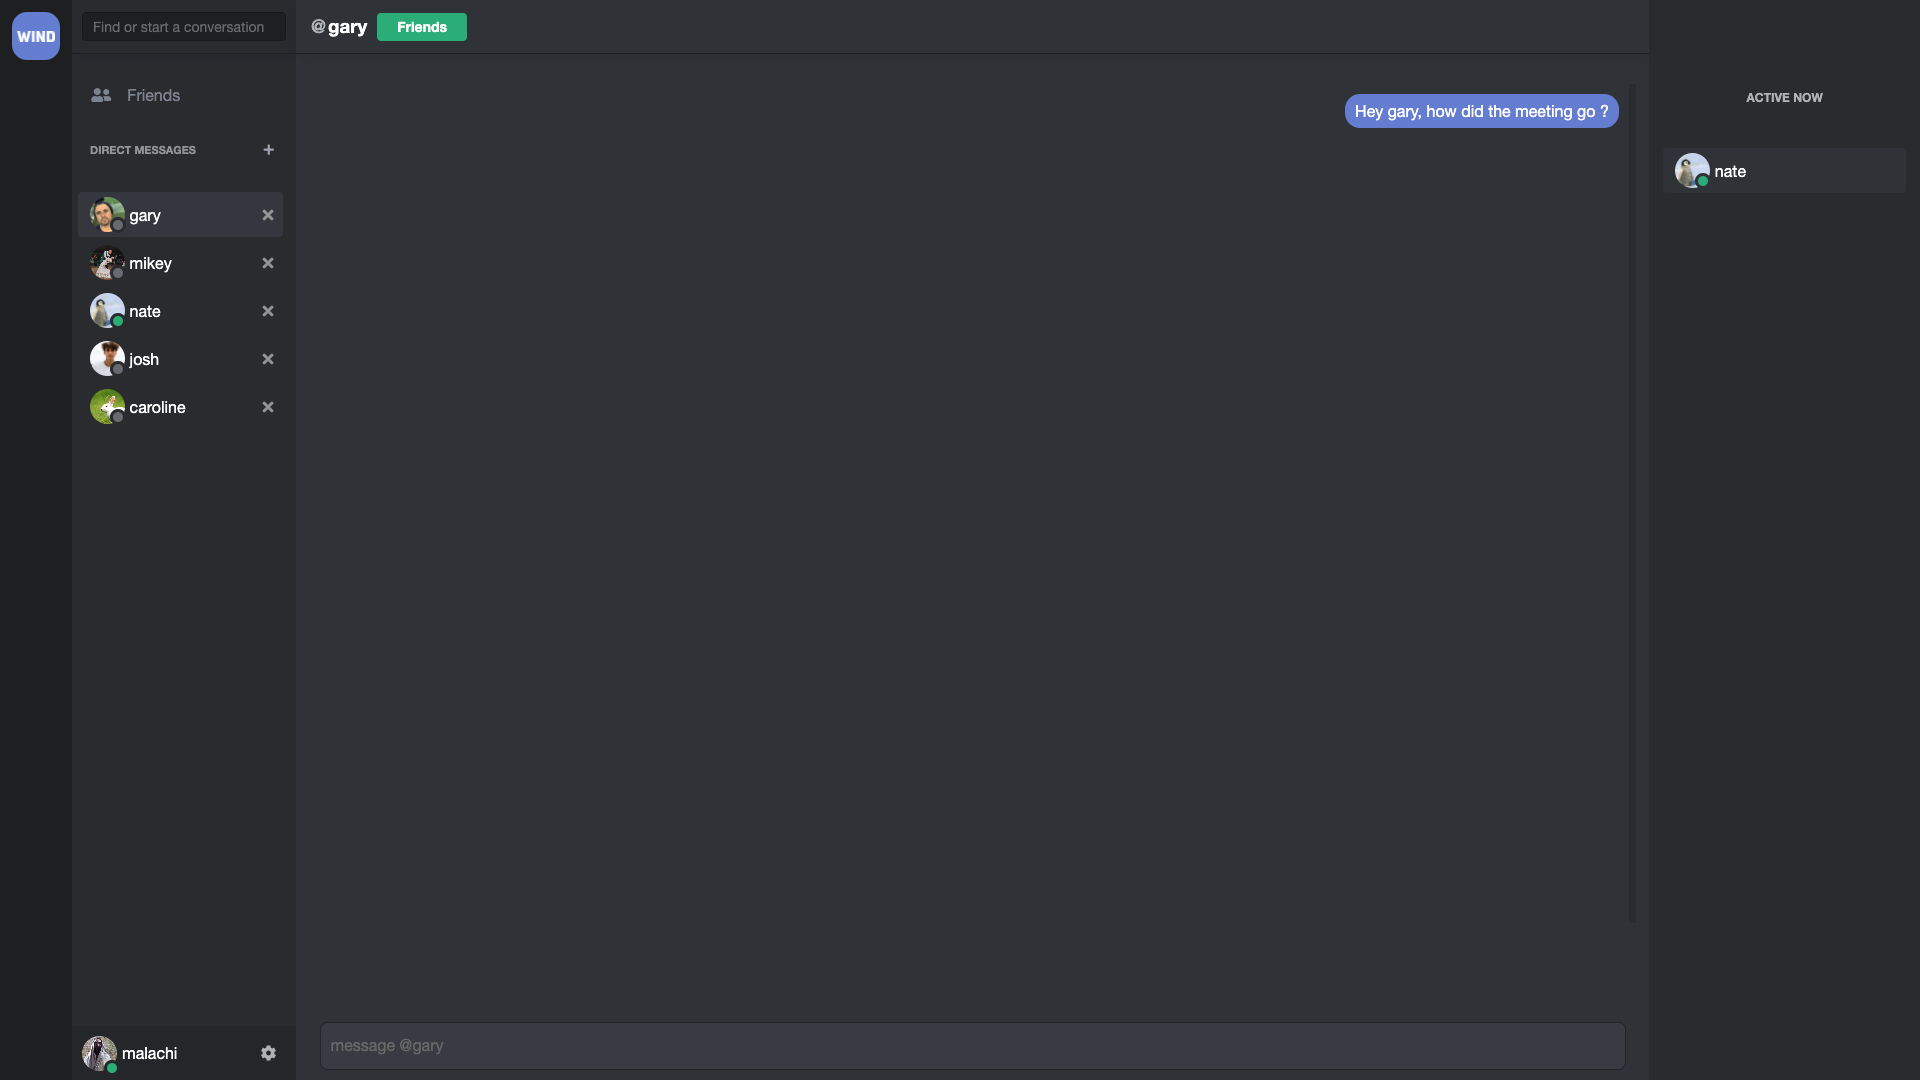 WIND
Find or start a conversation
Friends
DIRECT MESSAGES +
gary
mikey
nate
josh
caroline
malachi
@gary Friends
Hey gary, how did the meeting go ?
message @gary
ACTIVE NOW
nate